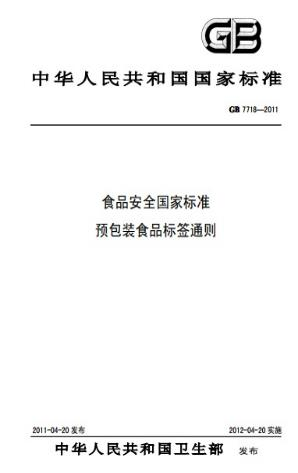 GB
中华人民共和国国家标准
GB 7718—2011
食品安全国家标准
预包装食品标签通则
2011-04-20 发布 2012-04-20 实施
中华人民共和国卫生部 发布